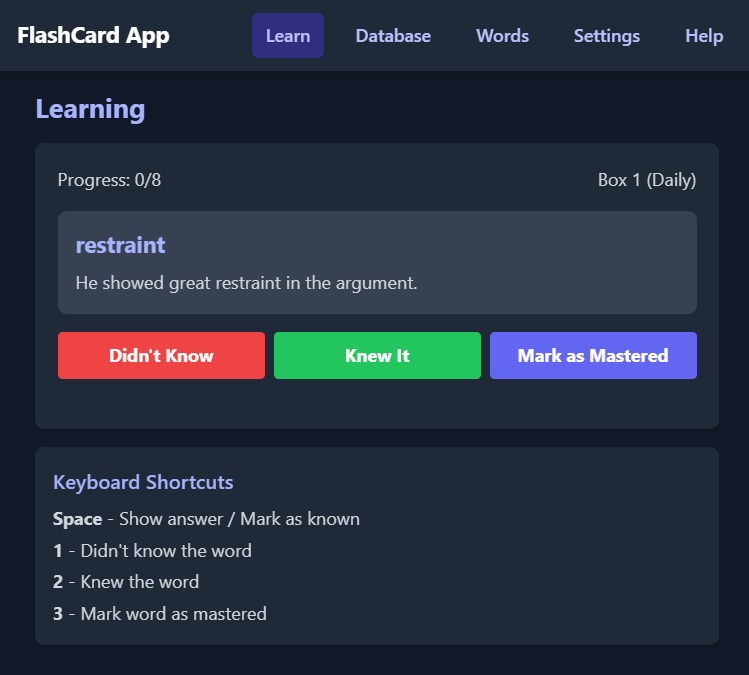 FlashCard App
Learn
Database
Words
Settings
Help
Learning
Progress: 0/8
Box 1 (Daily)
restraint
He showed great restraint in the argument.
Didn't Know
Knew It
Mark as Mastered
Keyboard Shortcuts
Space - Show answer / Mark as known
1 - Didn't know the word
2 - Knew the word
3 - Mark word as mastered